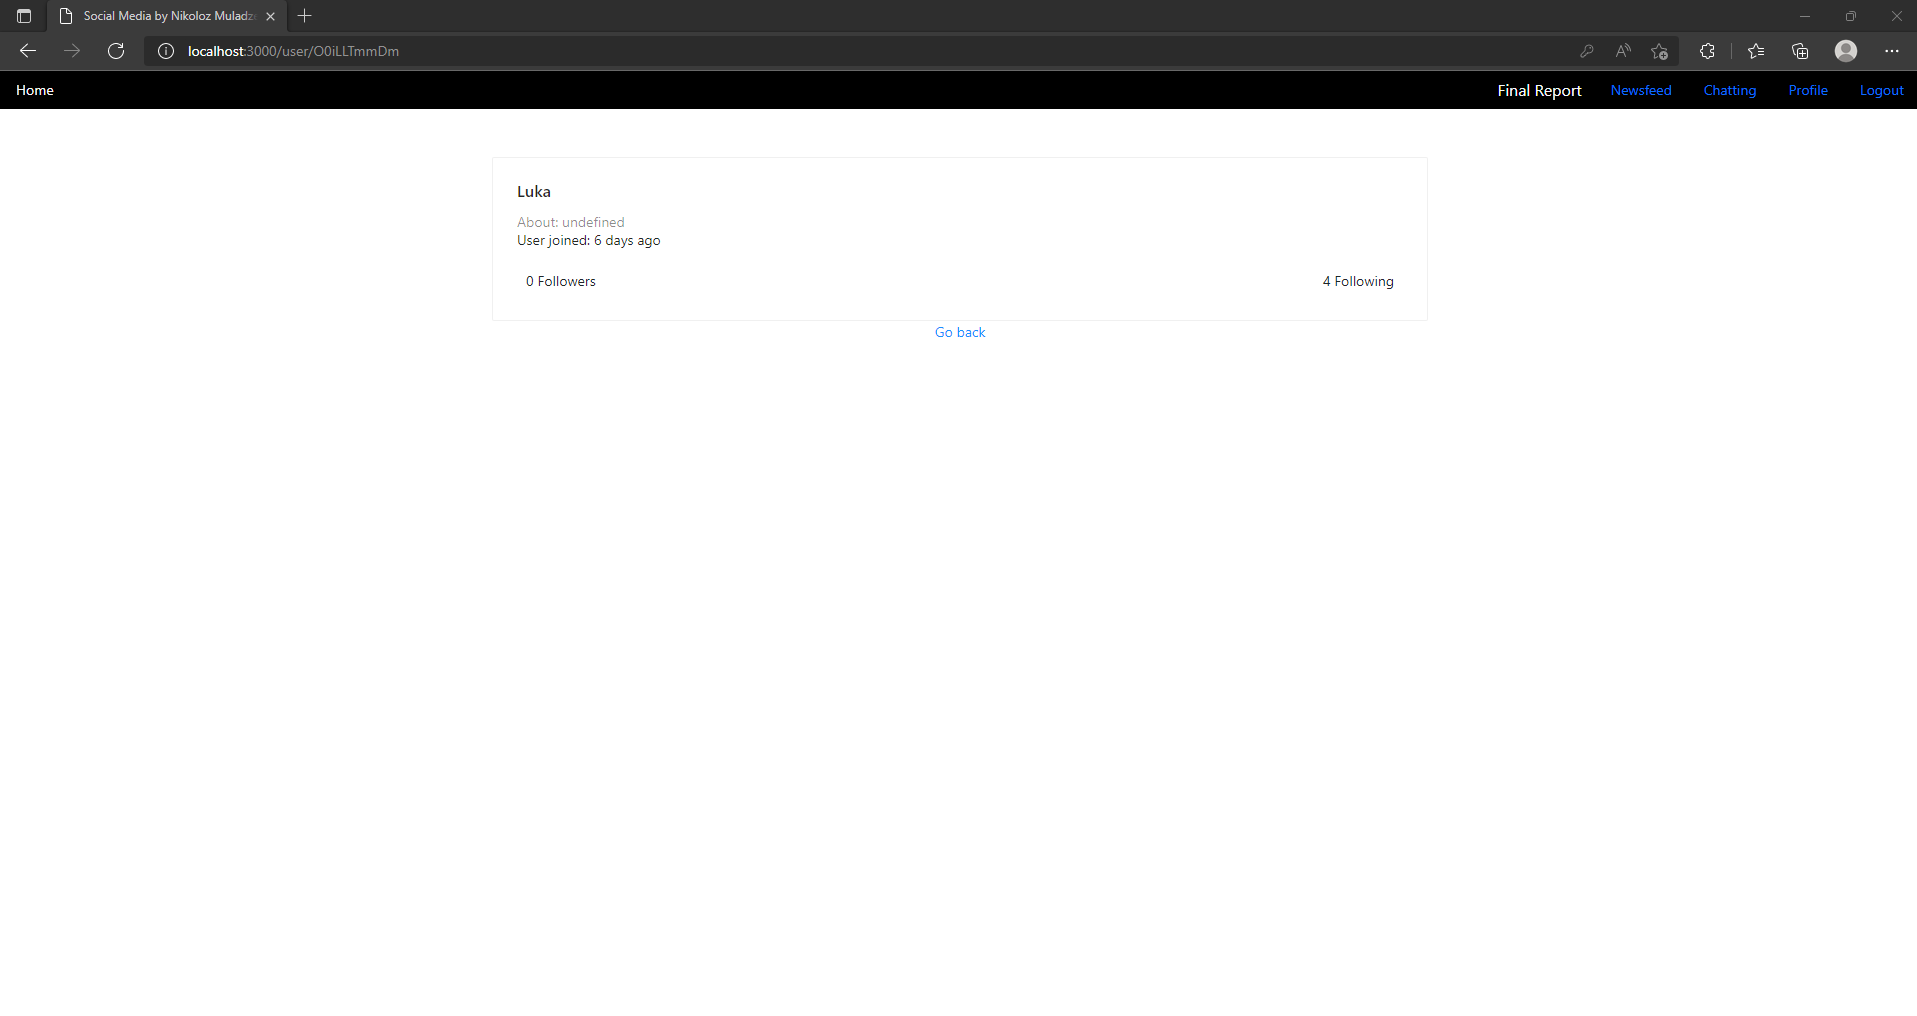 Social Media by Nikoloz Muladz
localhost:3000/user/O0iLLTmmDm
Home
Final Report
Newsfeed
Chatting
Profile
Logout
Luka
About: undefined
User joined: 6 days ago
0 Followers
4 Following
Go back